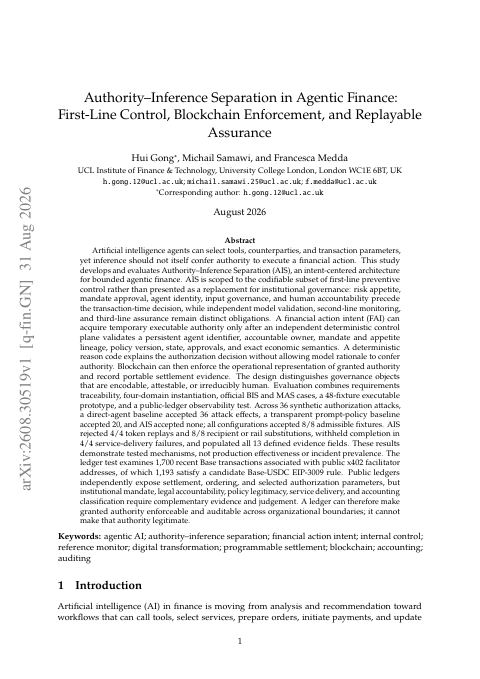 arXiv:2608.30519v1 [q-fin.GN] 31 Aug 2026
Authority–Inference Separation in Agentic Finance:
First-Line Control, Blockchain Enforcement, and Replayable
Assurance
Hui Gong*, Michail Samawi, and Francesca Medda
UCL Institute of Finance & Technology, University College London, London WC1E 6BT, UK
h.gong.12@ucl.ac.uk; michail.samawi.25@ucl.ac.uk; f.medda@ucl.ac.uk
*Corresponding author: h.gong.12@ucl.ac.uk
August 2026
Abstract
Artificial intelligence agents can select tools, counterparties, and transaction parameters,
yet inference should not itself confer authority to execute a financial action. This study
develops and evaluates Authority–Inference Separation (AIS), an intent-centered architecture
for bounded agentic finance. AIS is scoped to the codifiable subset of first-line preventive
control rather than presented as a replacement for institutional governance: risk appetite,
mandate approval, agent identity, input governance, and human accountability precede
the transaction-time decision, while independent model validation, second-line monitoring,
and third-line assurance remain distinct obligations. A financial action intent (FAI) can
acquire temporary executable authority only after an independent deterministic control
plane validates a persistent agent identifier, accountable owner, mandate and appetite
lineage, policy version, state, approvals, and exact economic semantics. A deterministic
reason code explains the authorization decision without allowing model rationale to confer
authority. Blockchain can then enforce the operational representation of granted authority
and record portable settlement evidence. The design distinguishes governance objects
that are encodable, attestable, or irreducibly human. Evaluation combines requirements
traceability, four-domain instantiation, official BIS and MAS cases, a 48-fixture executable
prototype, and a public-ledger observability test. Across 36 synthetic authorization attacks,
a direct-agent baseline accepted 36 attack effects, a transparent prompt-policy baseline
accepted 20, and AIS accepted none; all configurations accepted 8/8 admissible fixtures. AIS
rejected 4/4 token replays and 8/8 recipient or rail substitutions, withheld completion in
4/4 service-delivery failures, and populated all 13 defined evidence fields. These results
demonstrate tested mechanisms, not production effectiveness or incident prevalence. The
ledger test examines 1,700 recent Base transactions associated with public x402 facilitator
addresses, of which 1,193 satisfy a candidate Base-USDC EIP-3009 rule. Public ledgers
independently expose settlement, ordering, and selected authorization parameters, but
institutional mandate, legal accountability, policy legitimacy, service delivery, and accounting
classification require complementary evidence and judgement. A ledger can therefore make
granted authority enforceable and auditable across organizational boundaries; it cannot
make that authority legitimate.
Keywords: agentic AI; authority–inference separation; financial action intent; internal control;
reference monitor; digital transformation; programmable settlement; blockchain; accounting;
auditing
1 Introduction
Artificial intelligence (AI) in finance is moving from analysis and recommendation toward
workflows that can call tools, select services, prepare orders, initiate payments, and update
1